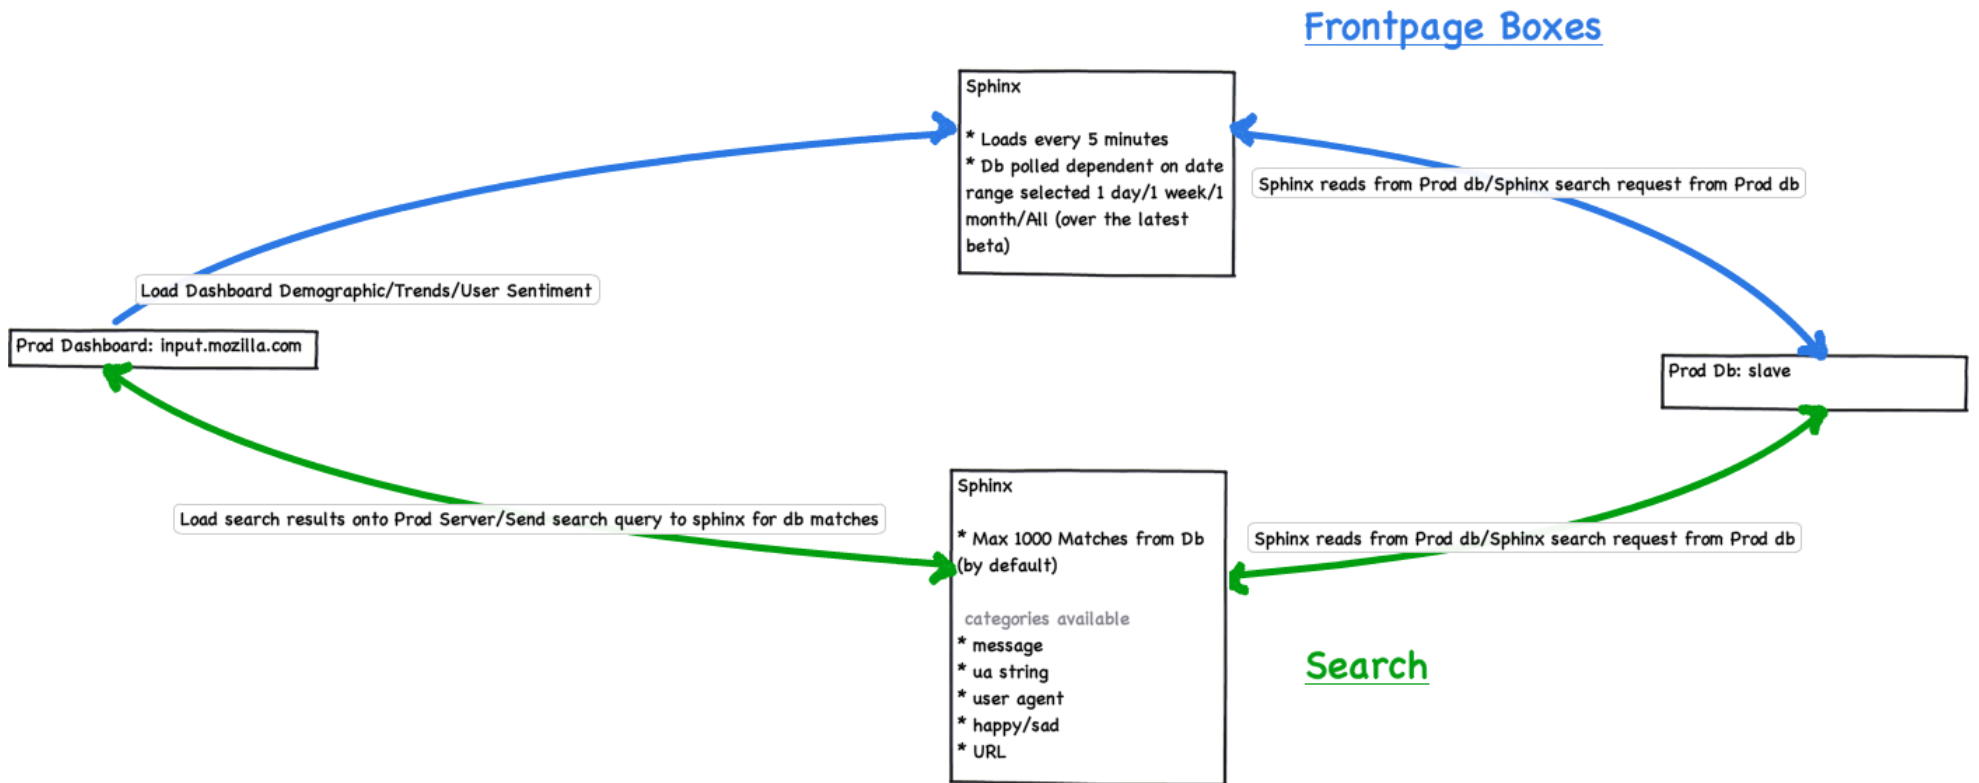 Frontpage Boxes
Sphinx
* Loads every 5 minutes
* Db polled dependent on date
range selected 1 day/1 week/1
month/All (over the latest
beta)
Sphinx reads from Prod db/Sphinx search request from Prod db
Load Dashboard Demographic/Trends/User Sentiment
Prod Dashboard: input.mozilla.com
Prod Db: slave
Sphinx
* Max 1000 Matches from Db
(by default)
categories available
* message
* ua string
* user agent
* happy/sad
* URL
Load search results onto Prod Server/Send search query to sphinx for db matches
Sphinx reads from Prod db/Sphinx search request from Prod db
Search